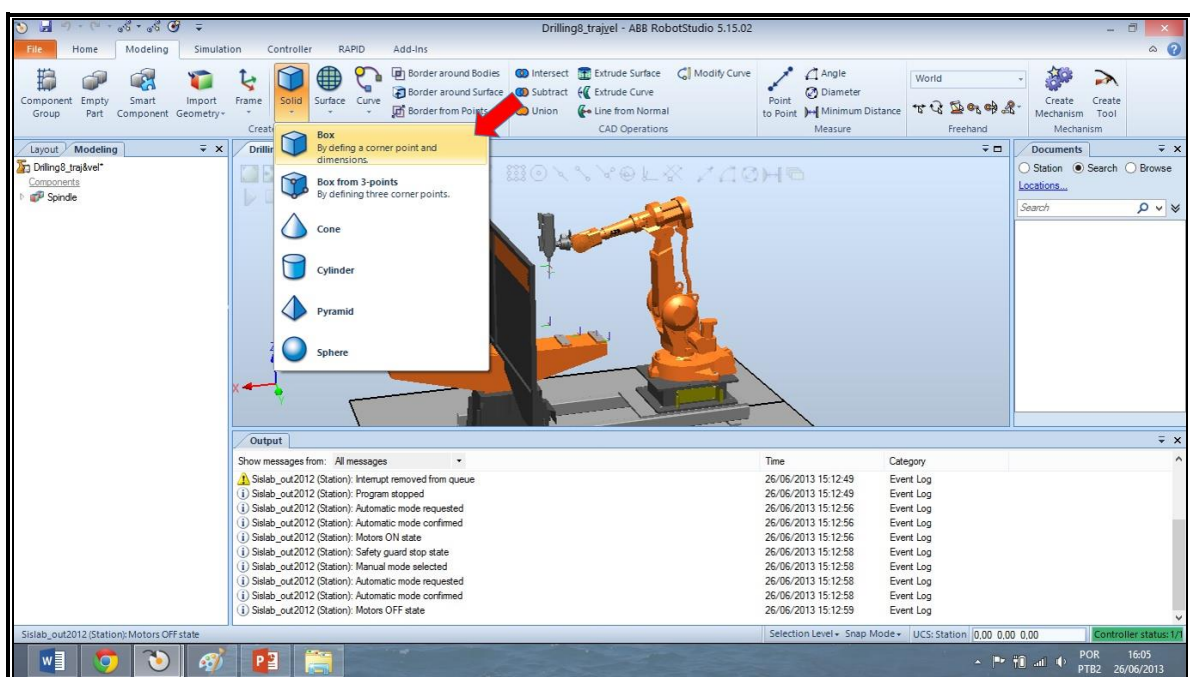 Drilling8_trajvel - ABB RobotStudio 5.15.02
File Home Modeling Simulation Controller RAPID Add-Ins
Component Group
Empty Part
Smart Component
Import Geometry
Frame
Solid
Surface
Curve
Border around Bodies
Border around Surface
Border from Points
Intersect
Subtract
Union
Extrude Surface
Extrude Curve
Line from Normal
Modify Curve
CAD Operations
Point to Point
Angle
Diameter
Minimum Distance
Measure
World
Freehand
Create Mechanism
Create Tool
Mechanism
Layout Modeling
Drilling8_traj&vel*
Components
Spindle
Box
By defing a corner point and
dimensions.
Box from 3-points
By defining three corner points.
Cone
Cylinder
Pyramid
Sphere
Z
X
Y
Documents
Station Search Browse
Locations...
Search
Output
Show messages from: All messages Time Category
Sislab_out2012 (Station): Interrupt removed from queue 26/06/2013 15:12:49 Event Log
Sislab_out2012 (Station): Program stopped 26/06/2013 15:12:49 Event Log
Sislab_out2012 (Station): Automatic mode requested 26/06/2013 15:12:56 Event Log
Sislab_out2012 (Station): Automatic mode confirmed 26/06/2013 15:12:56 Event Log
Sislab_out2012 (Station): Motors ON state 26/06/2013 15:12:56 Event Log
Sislab_out2012 (Station): Safety guard stop state 26/06/2013 15:12:58 Event Log
Sislab_out2012 (Station): Manual mode selected 26/06/2013 15:12:58 Event Log
Sislab_out2012 (Station): Automatic mode requested 26/06/2013 15:12:58 Event Log
Sislab_out2012 (Station): Automatic mode confirmed 26/06/2013 15:12:58 Event Log
Sislab_out2012 (Station): Motors OFF state 26/06/2013 15:12:59 Event Log
Sislab_out2012 (Station): Motors OFF state Selection Level Snap Mode UCS: Station 0,00 0,00 0,00 Controller status: 1/1
POR 16:05
PTB2 26/06/2013